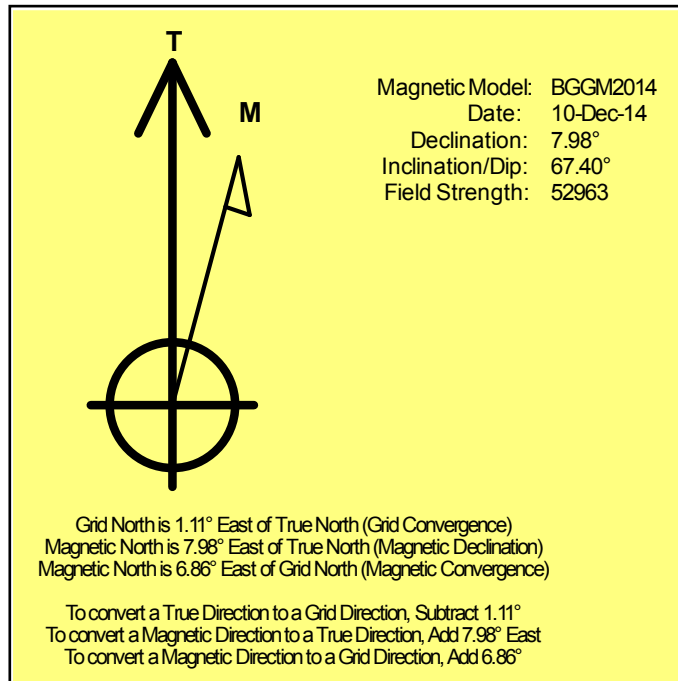 T
M
Magnetic Model: BGGM2014
Date: 10-Dec-14
Declination: 7.98°
Inclination/Dip: 67.40°
Field Strength: 52963
Grid North is 1.11° East of True North (Grid Convergence)
Magnetic North is 7.98° East of True North (Magnetic Declination)
Magnetic North is 6.86° East of Grid North (Magnetic Convergence)
To convert a True Direction to a Grid Direction, Subtract 1.11°
To convert a Magnetic Direction to a True Direction, Add 7.98° East
To convert a Magnetic Direction to a Grid Direction, Add 6.86°